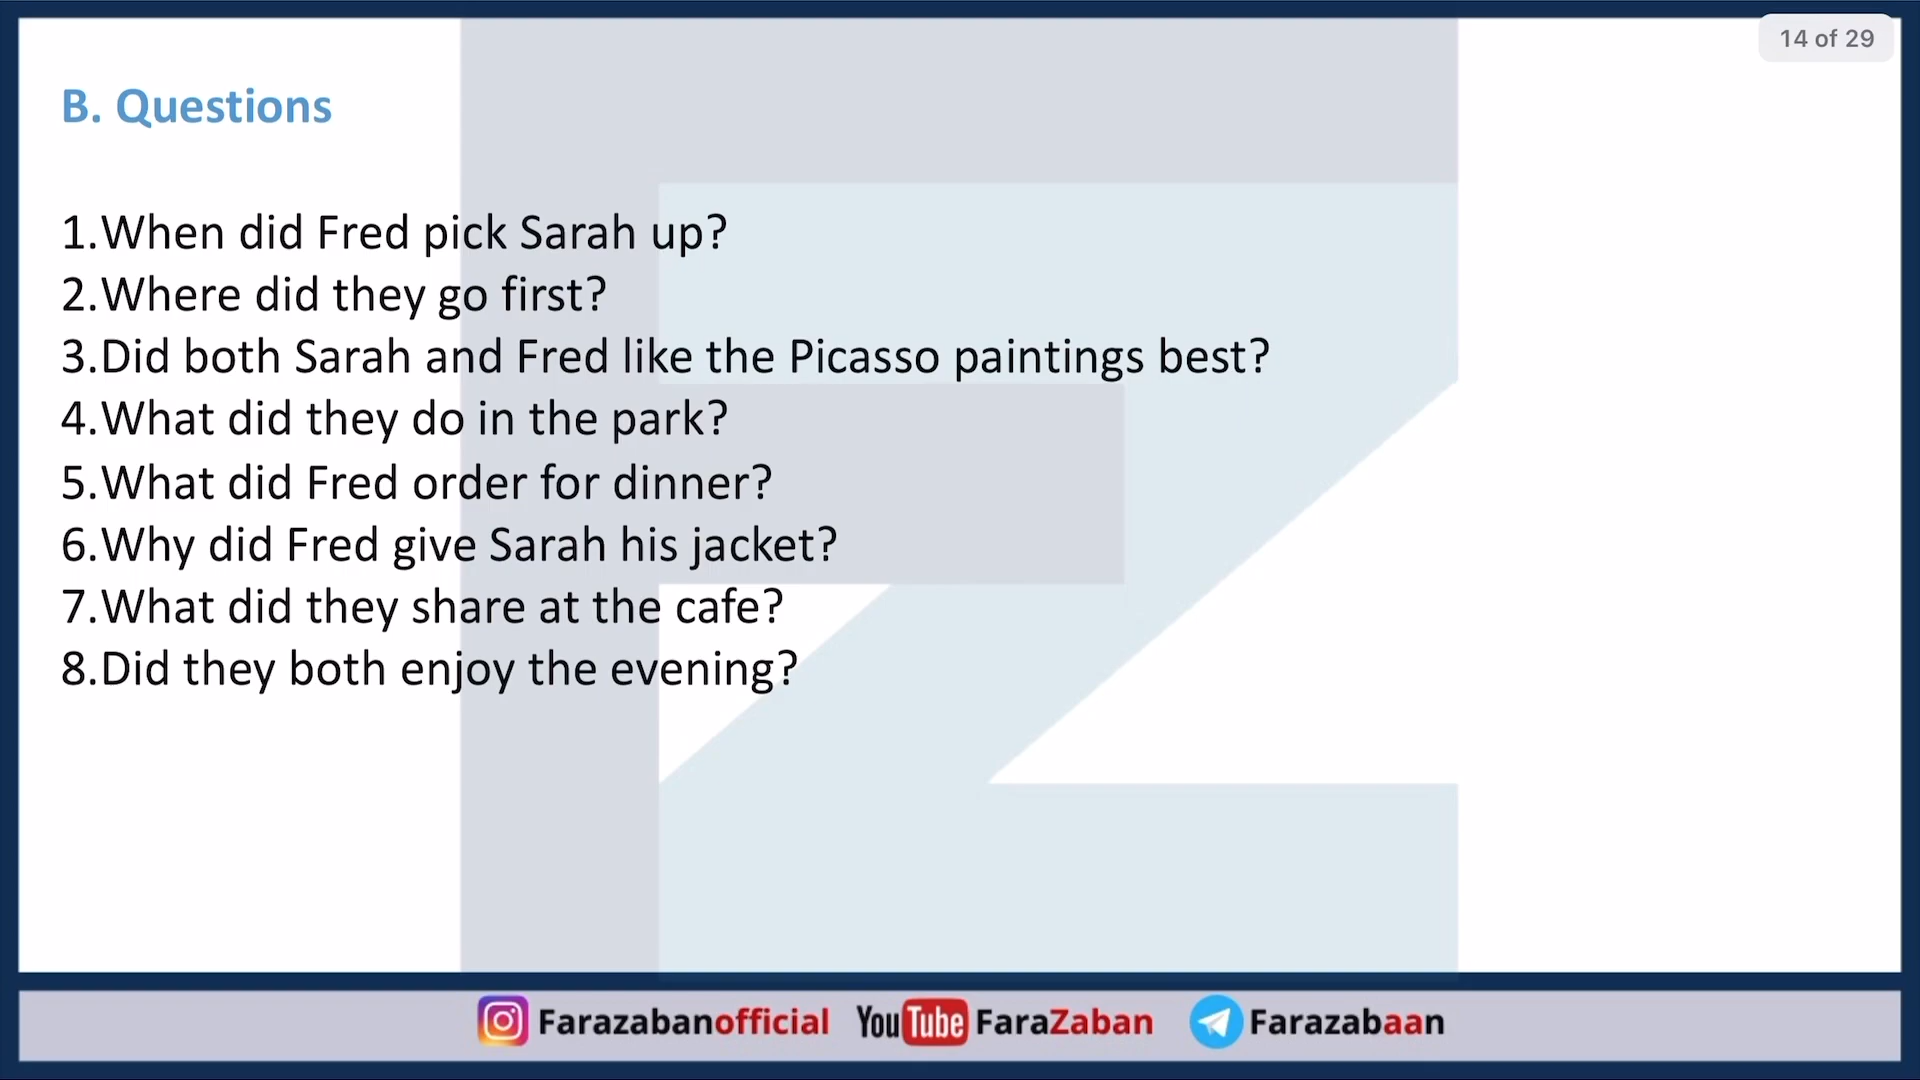 14 of 29
B. Questions
1.When did Fred pick Sarah up?
2.Where did they go first?
3.Did both Sarah and Fred like the Picasso paintings best?
4.What did they do in the park?
5.What did Fred order for dinner?
6.Why did Fred give Sarah his jacket?
7.What did they share at the cafe?
8.Did they both enjoy the evening?
Farazabanofficial YouTube FaraZaban Farazabaan